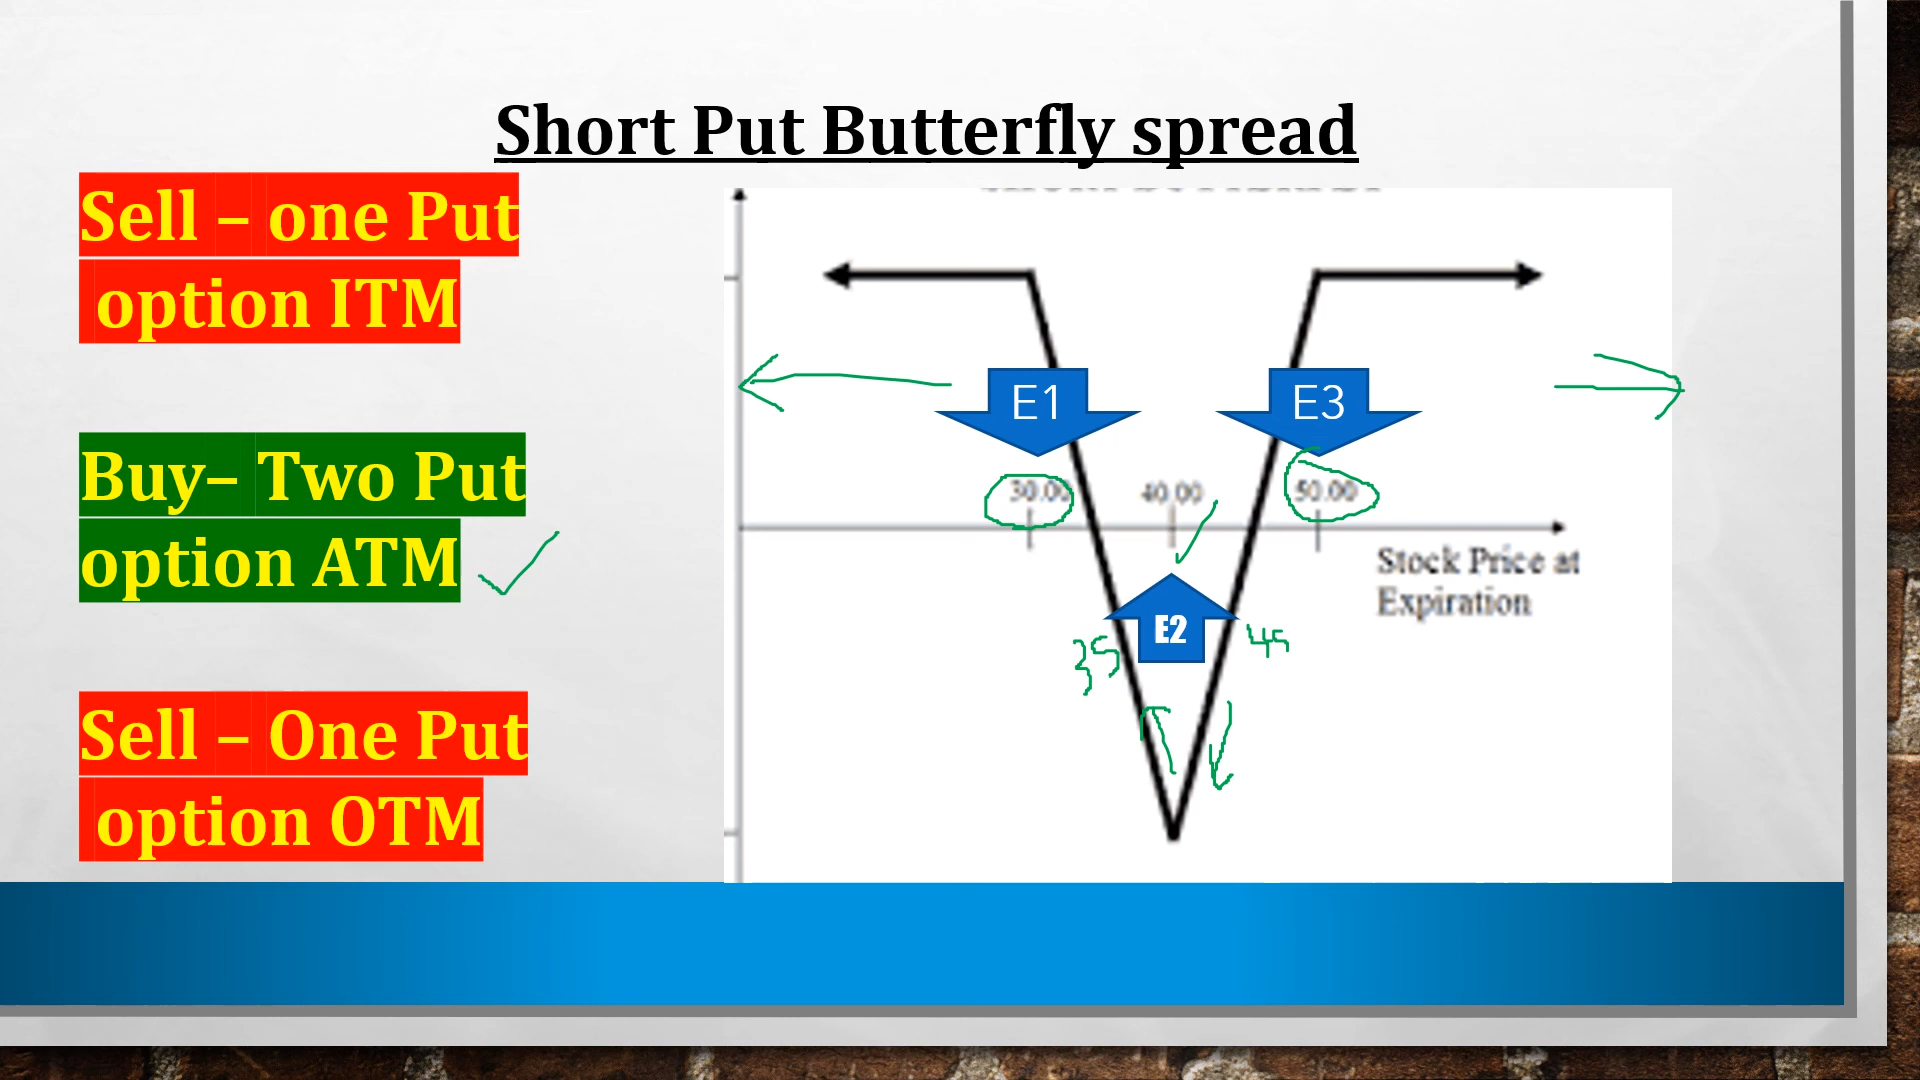 Short Put Butterfly spread
Sell – one Put
option ITM
Buy– Two Put
option ATM
Sell – One Put
option OTM
E1
E3
30.00
40.00
50.00
Stock Price at
Expiration
E2
35
45